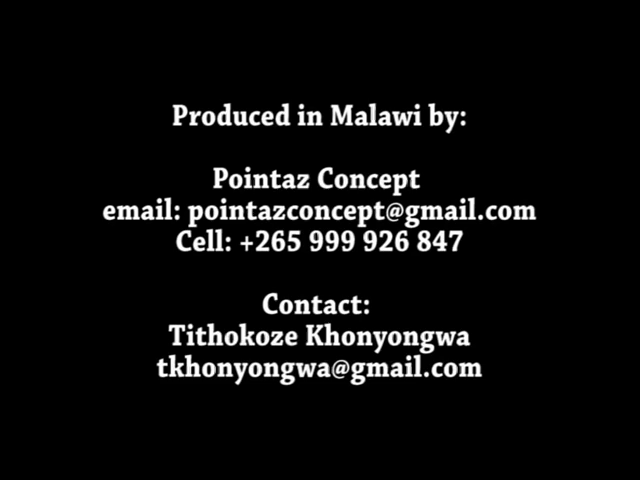 Produced in Malawi by:
Pointaz Concept
email: pointazconcept@gmail.com
Cell: +265 999 926 847
Contact:
Tithokoze Khonyongwa
tkhonyongwa@gmail.com